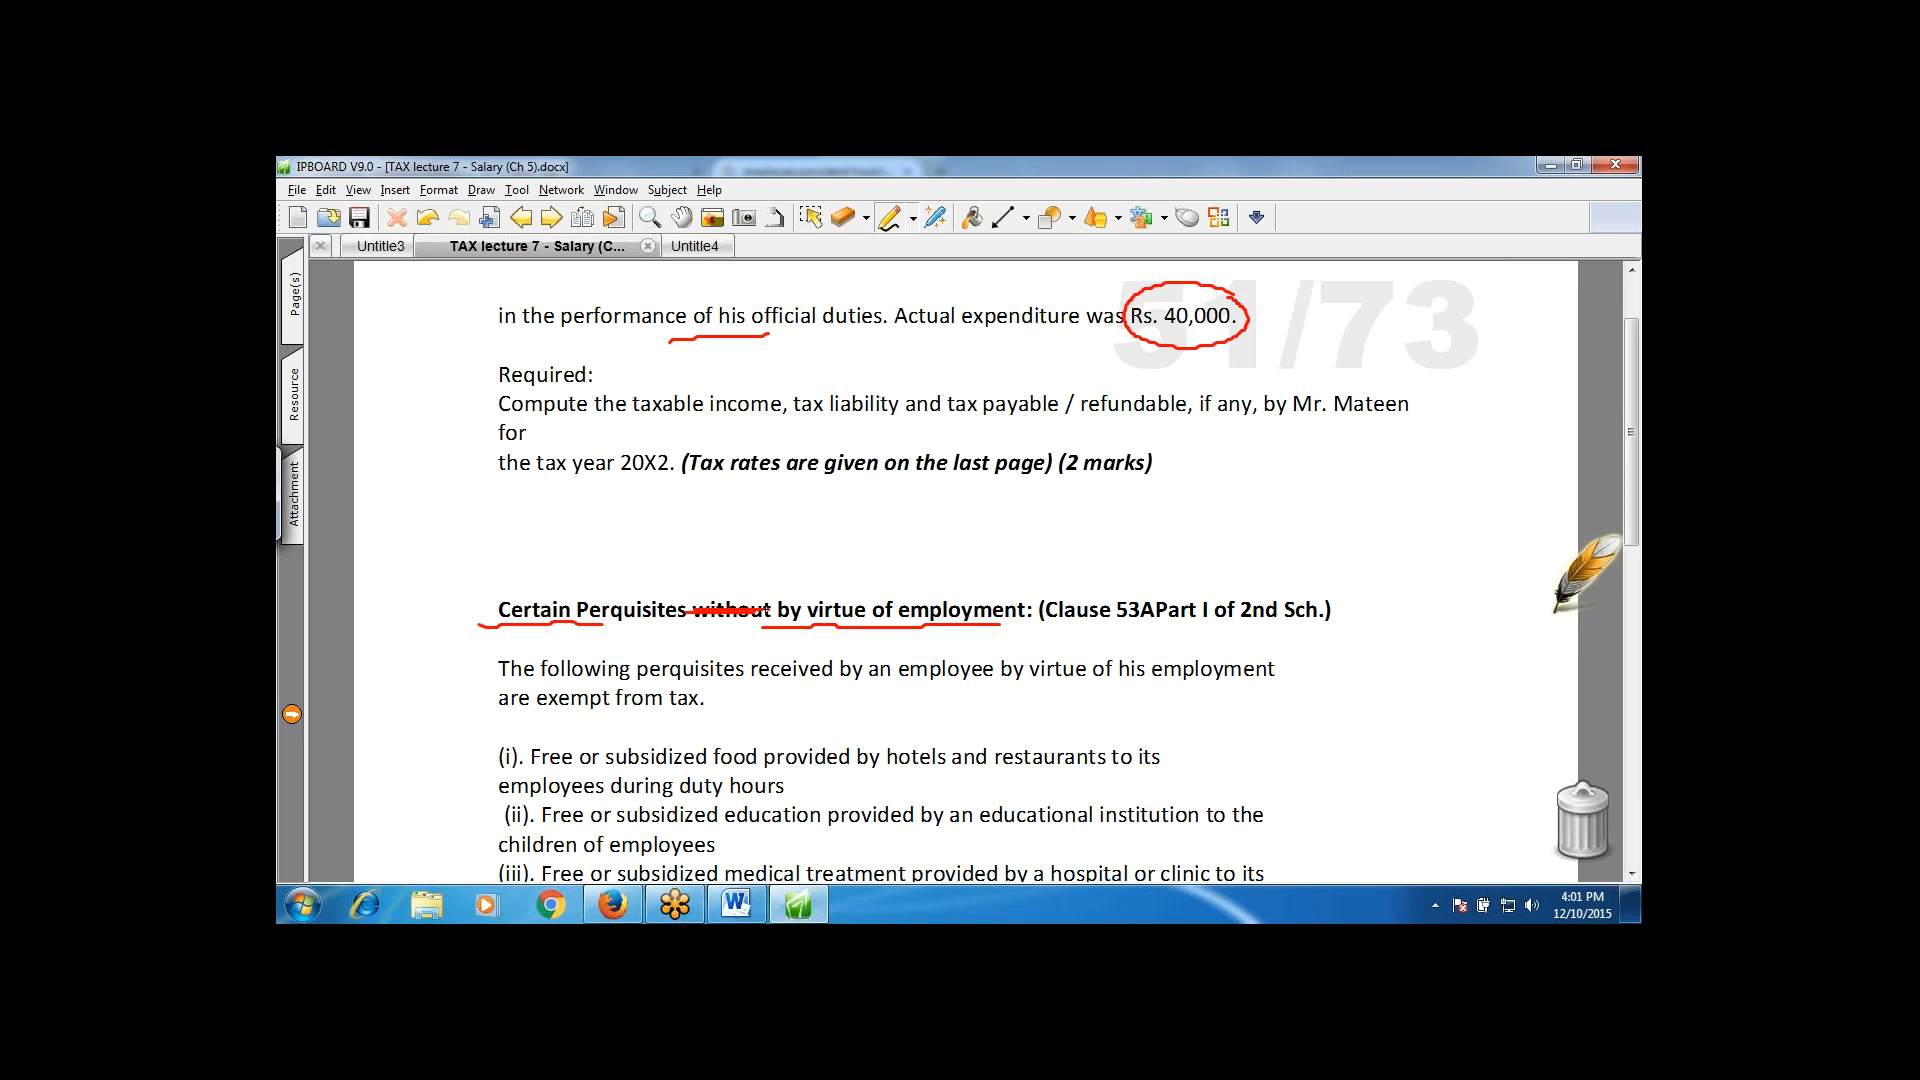 IPBOARD V9.0 - [TAX lecture 7 - Salary (Ch 5).docx]
File Edit View Insert Format Draw Tool Network Window Subject Help
Untitle3 TAX lecture 7 - Salary (C... Untitle4
Page(s)
Resource
Attachment
51/73
in the performance of his official duties. Actual expenditure was Rs. 40,000.
Required:
Compute the taxable income, tax liability and tax payable / refundable, if any, by Mr. Mateen
for
the tax year 20X2. (Tax rates are given on the last page) (2 marks)
Certain Perquisites without by virtue of employment: (Clause 53APart I of 2nd Sch.)
The following perquisites received by an employee by virtue of his employment
are exempt from tax.
(i). Free or subsidized food provided by hotels and restaurants to its
employees during duty hours
(ii). Free or subsidized education provided by an educational institution to the
children of employees
(iii). Free or subsidized medical treatment provided by a hospital or clinic to its
4:01 PM
12/10/2015